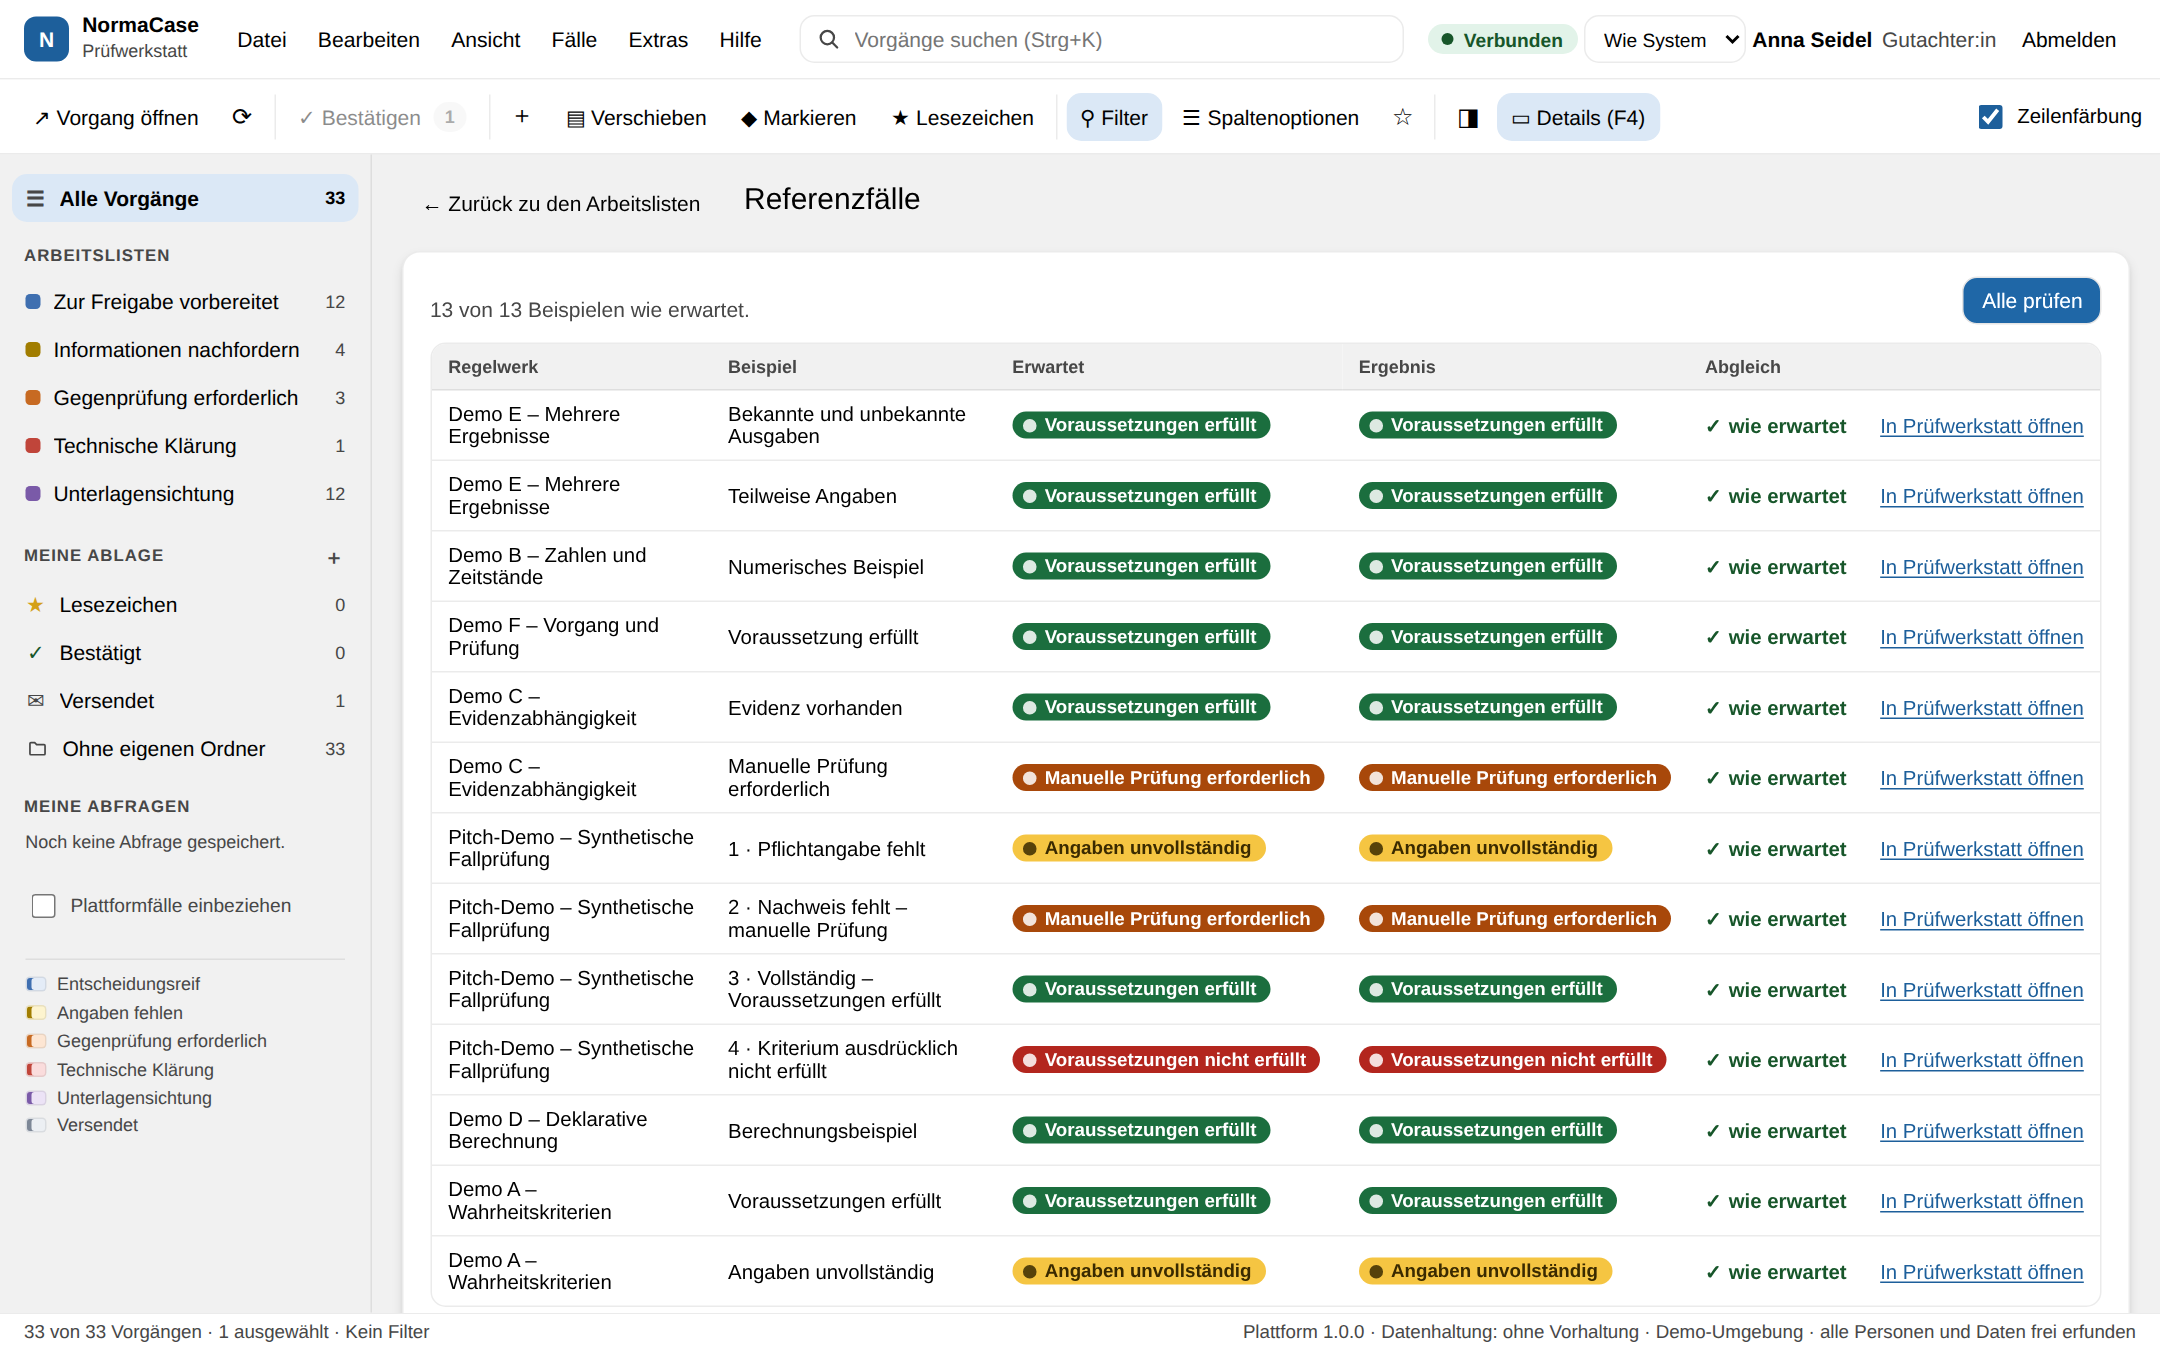 N
NormaCase
Prüfwerkstatt
Datei Bearbeiten Ansicht Fälle Extras Hilfe
Vorgänge suchen (Strg+K)
Verbunden
Wie System
Anna Seidel Gutachter:in Abmelden
↗ Vorgang öffnen ⟳ ✓ Bestätigen 1 + ▤ Verschieben ◆ Markieren ★ Lesezeichen ⚲ Filter ☰ Spaltenoptionen ☆ ◨ ▭ Details (F4) Zeilenfärbung
☰ Alle Vorgänge 33
ARBEITSLISTEN
Zur Freigabe vorbereitet 12
Informationen nachfordern 4
Gegenprüfung erforderlich 3
Technische Klärung 1
Unterlagensichtung 12
MEINE ABLAGE +
★ Lesezeichen 0
✓ Bestätigt 0
✉ Versendet 1
Ohne eigenen Ordner 33
MEINE ABFRAGEN
Noch keine Abfrage gespeichert.
Plattformfälle einbeziehen
Entscheidungsreif
Angaben fehlen
Gegenprüfung erforderlich
Technische Klärung
Unterlagensichtung
Versendet
← Zurück zu den Arbeitslisten
Referenzfälle
13 von 13 Beispielen wie erwartet.
Alle prüfen
Regelwerk Beispiel Erwartet Ergebnis Abgleich
Demo E – Mehrere
Ergebnisse
Bekannte und unbekannte
Ausgaben
Voraussetzungen erfüllt Voraussetzungen erfüllt ✓ wie erwartet In Prüfwerkstatt öffnen
Demo E – Mehrere
Ergebnisse
Teilweise Angaben Voraussetzungen erfüllt Voraussetzungen erfüllt ✓ wie erwartet In Prüfwerkstatt öffnen
Demo B – Zahlen und
Zeitstände
Numerisches Beispiel Voraussetzungen erfüllt Voraussetzungen erfüllt ✓ wie erwartet In Prüfwerkstatt öffnen
Demo F – Vorgang und
Prüfung
Voraussetzung erfüllt Voraussetzungen erfüllt Voraussetzungen erfüllt ✓ wie erwartet In Prüfwerkstatt öffnen
Demo C –
Evidenzabhängigkeit
Evidenz vorhanden Voraussetzungen erfüllt Voraussetzungen erfüllt ✓ wie erwartet In Prüfwerkstatt öffnen
Demo C –
Evidenzabhängigkeit
Manuelle Prüfung
erforderlich
Manuelle Prüfung erforderlich Manuelle Prüfung erforderlich ✓ wie erwartet In Prüfwerkstatt öffnen
Pitch-Demo – Synthetische
Fallprüfung
1 · Pflichtangabe fehlt Angaben unvollständig Angaben unvollständig ✓ wie erwartet In Prüfwerkstatt öffnen
Pitch-Demo – Synthetische
Fallprüfung
2 · Nachweis fehlt –
manuelle Prüfung
Manuelle Prüfung erforderlich Manuelle Prüfung erforderlich ✓ wie erwartet In Prüfwerkstatt öffnen
Pitch-Demo – Synthetische
Fallprüfung
3 · Vollständig –
Voraussetzungen erfüllt
Voraussetzungen erfüllt Voraussetzungen erfüllt ✓ wie erwartet In Prüfwerkstatt öffnen
Pitch-Demo – Synthetische
Fallprüfung
4 · Kriterium ausdrücklich
nicht erfüllt
Voraussetzungen nicht erfüllt Voraussetzungen nicht erfüllt ✓ wie erwartet In Prüfwerkstatt öffnen
Demo D – Deklarative
Berechnung
Berechnungsbeispiel Voraussetzungen erfüllt Voraussetzungen erfüllt ✓ wie erwartet In Prüfwerkstatt öffnen
Demo A –
Wahrheitskriterien
Voraussetzungen erfüllt Voraussetzungen erfüllt Voraussetzungen erfüllt ✓ wie erwartet In Prüfwerkstatt öffnen
Demo A –
Wahrheitskriterien
Angaben unvollständig Angaben unvollständig Angaben unvollständig ✓ wie erwartet In Prüfwerkstatt öffnen
33 von 33 Vorgängen · 1 ausgewählt · Kein Filter
Plattform 1.0.0 · Datenhaltung: ohne Vorhaltung · Demo-Umgebung · alle Personen und Daten frei erfunden